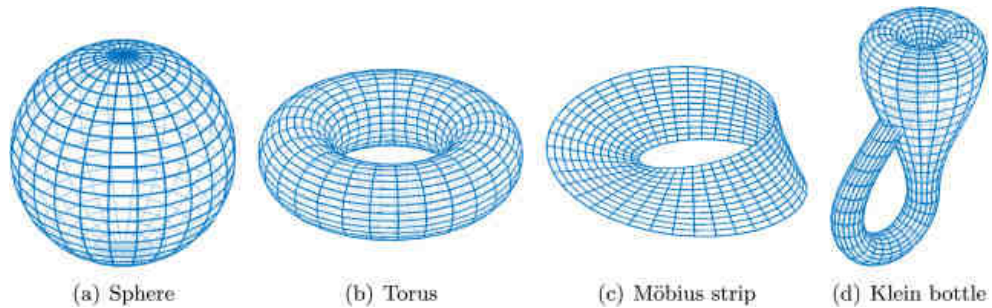 (a) Sphere
(b) Torus
(c) Möbius strip
(d) Klein bottle